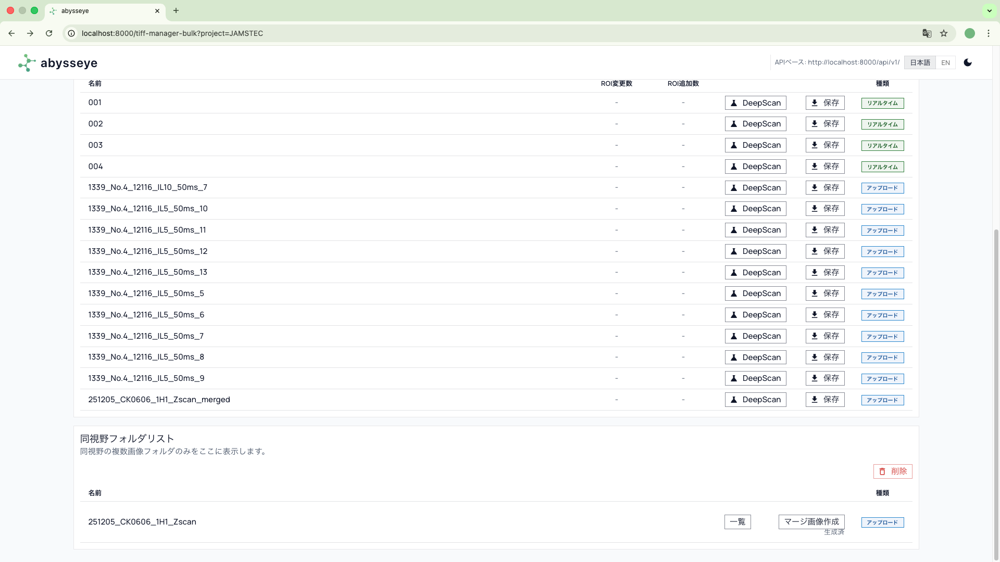 abysseye
localhost:8000/tiff-manager-bulk?project=JAMSTEC
abysseye
APIベース: http://localhost:8000/api/v1/ 日本語 EN
名前 ROI変更数 ROI追加数 種類
001 - - DeepScan 保存 リアルタイム
002 - - DeepScan 保存 リアルタイム
003 - - DeepScan 保存 リアルタイム
004 - - DeepScan 保存 リアルタイム
1339_No.4_12116_IL10_50ms_7 - - DeepScan 保存 アップロード
1339_No.4_12116_IL5_50ms_10 - - DeepScan 保存 アップロード
1339_No.4_12116_IL5_50ms_11 - - DeepScan 保存 アップロード
1339_No.4_12116_IL5_50ms_12 - - DeepScan 保存 アップロード
1339_No.4_12116_IL5_50ms_13 - - DeepScan 保存 アップロード
1339_No.4_12116_IL5_50ms_5 - - DeepScan 保存 アップロード
1339_No.4_12116_IL5_50ms_6 - - DeepScan 保存 アップロード
1339_No.4_12116_IL5_50ms_7 - - DeepScan 保存 アップロード
1339_No.4_12116_IL5_50ms_8 - - DeepScan 保存 アップロード
1339_No.4_12116_IL5_50ms_9 - - DeepScan 保存 アップロード
251205_CK0606_1H1_Zscan_merged - - DeepScan 保存 アップロード
同視野フォルダリスト
同視野の複数画像フォルダのみをここに表示します。
削除
名前 種類
251205_CK0606_1H1_Zscan 一覧 マージ画像作成 アップロード
生成済